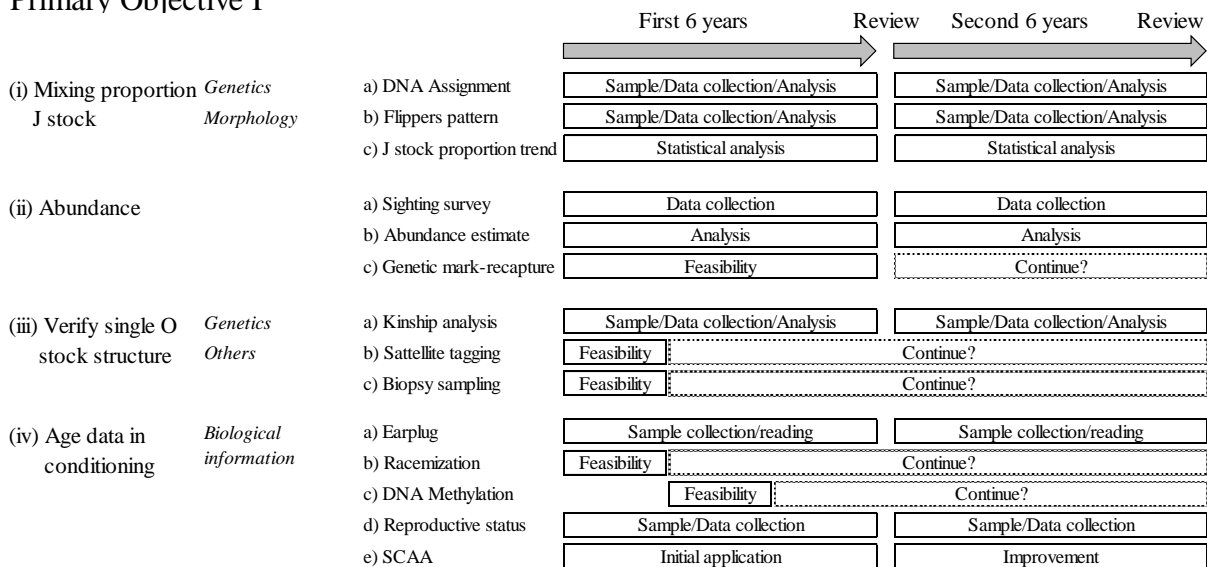 Primary Objective I
First 6 years Review Second 6 years Review
(i) Mixing proportion Genetics a) DNA Assignment Sample/Data collection/Analysis Sample/Data collection/Analysis
J stock Morphology b) Flippers pattern Sample/Data collection/Analysis Sample/Data collection/Analysis
c) J stock proportion trend Statistical analysis Statistical analysis
(ii) Abundance a) Sighting survey Data collection Data collection
b) Abundance estimate Analysis Analysis
c) Genetic mark-recapture Feasibility Continue?
(iii) Verify single O Genetics a) Kinship analysis Sample/Data collection/Analysis Sample/Data collection/Analysis
stock structure Others b) Sattellite tagging Feasibility Continue?
c) Biopsy sampling Feasibility Continue?
(iv) Age data in Biological a) Earplug Sample collection/reading Sample collection/reading
conditioning information b) Racemization Feasibility Continue?
c) DNA Methylation Feasibility Continue?
d) Reproductive status Sample/Data collection Sample/Data collection
e) SCAA Initial application Improvement